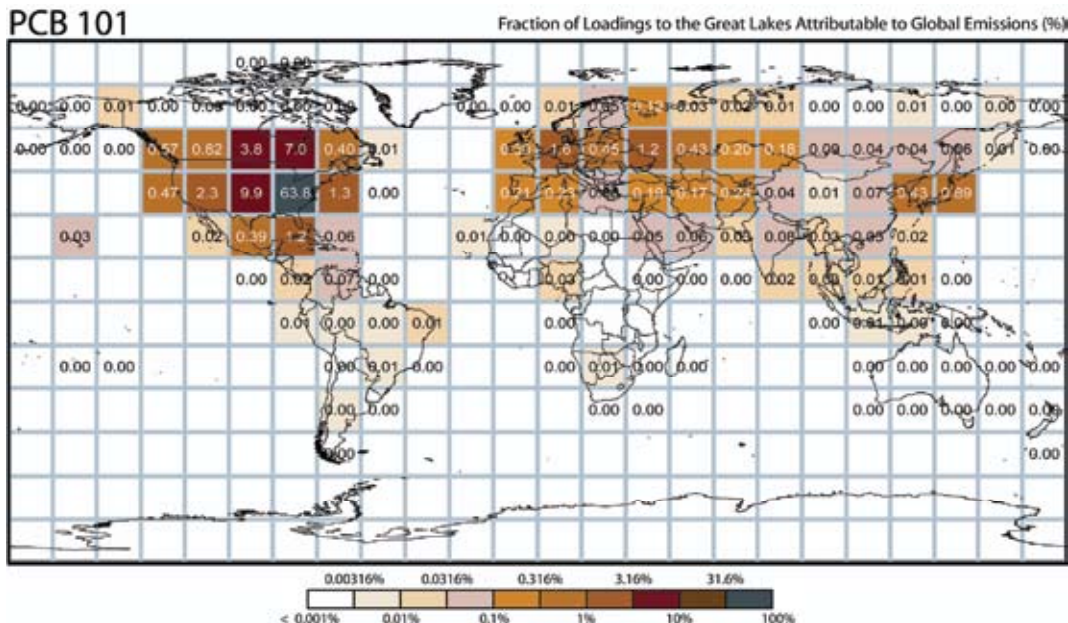 PCB 101
Fraction of Loadings to the Great Lakes Attributable to Global Emissions (%)
0.00 0.00
0.00 0.01 0.00 0.00 0.00 0.01 0.03 0.02 0.01 0.00 0.00 0.00 0.00 0.00 0.00
0.00 0.00 0.00 0.57 0.62 3.8 7.0 0.40 0.01 1.2 0.43 0.20 0.18 0.04 0.04 0.06 0.01 0.00
0.47 2.3 9.9 63.8 1.3 0.00 0.19 0.17 0.04 0.01 0.07 0.43 0.89
0.03 0.02 0.39 1.2 0.06 0.01 0.00 0.00 0.00 0.05 0.06 0.03 0.08 0.03 0.02
0.00 0.02 0.07 0.00 0.03 0.00 0.00 0.00 0.02 0.00 0.01 0.01 0.00
0.01 0.00 0.00 0.01 0.00 0.00 0.00
0.00 0.00 0.00 0.01 0.00 0.00 0.01 0.00 0.00 0.00 0.00 0.00 0.00 0.00
0.00 0.00 0.00 0.00 0.00 0.00 0.00 0.00 0.00
0.00 0.00
0.00316% 0.0316% 0.316% 3.16% 31.6%
< 0.001% 0.01% 0.1% 1% 10% 100%